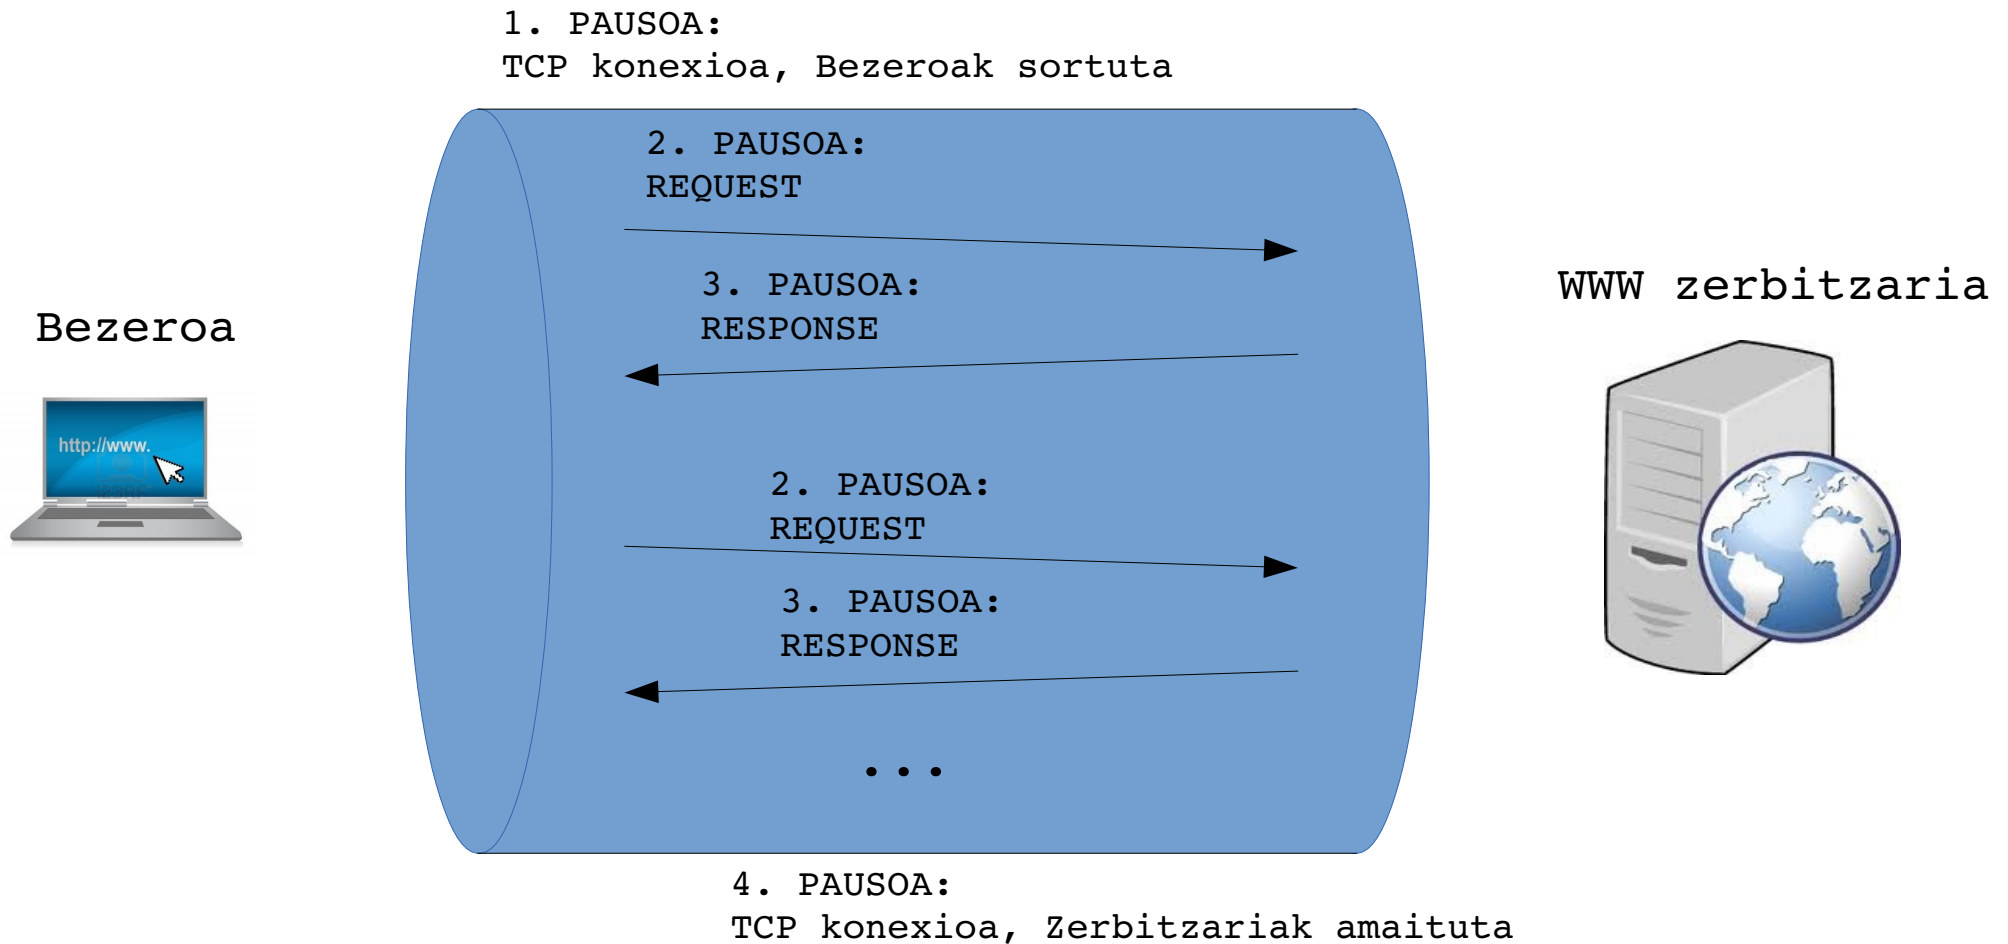 1. PAUSOA:
TCP konexioa, Bezeroak sortuta
2. PAUSOA:
REQUEST
3. PAUSOA:
RESPONSE
WWW zerbitzaria
Bezeroa
http://www.
2. PAUSOA:
REQUEST
3. PAUSOA:
RESPONSE
...
4. PAUSOA:
TCP konexioa, Zerbitzariak amaituta